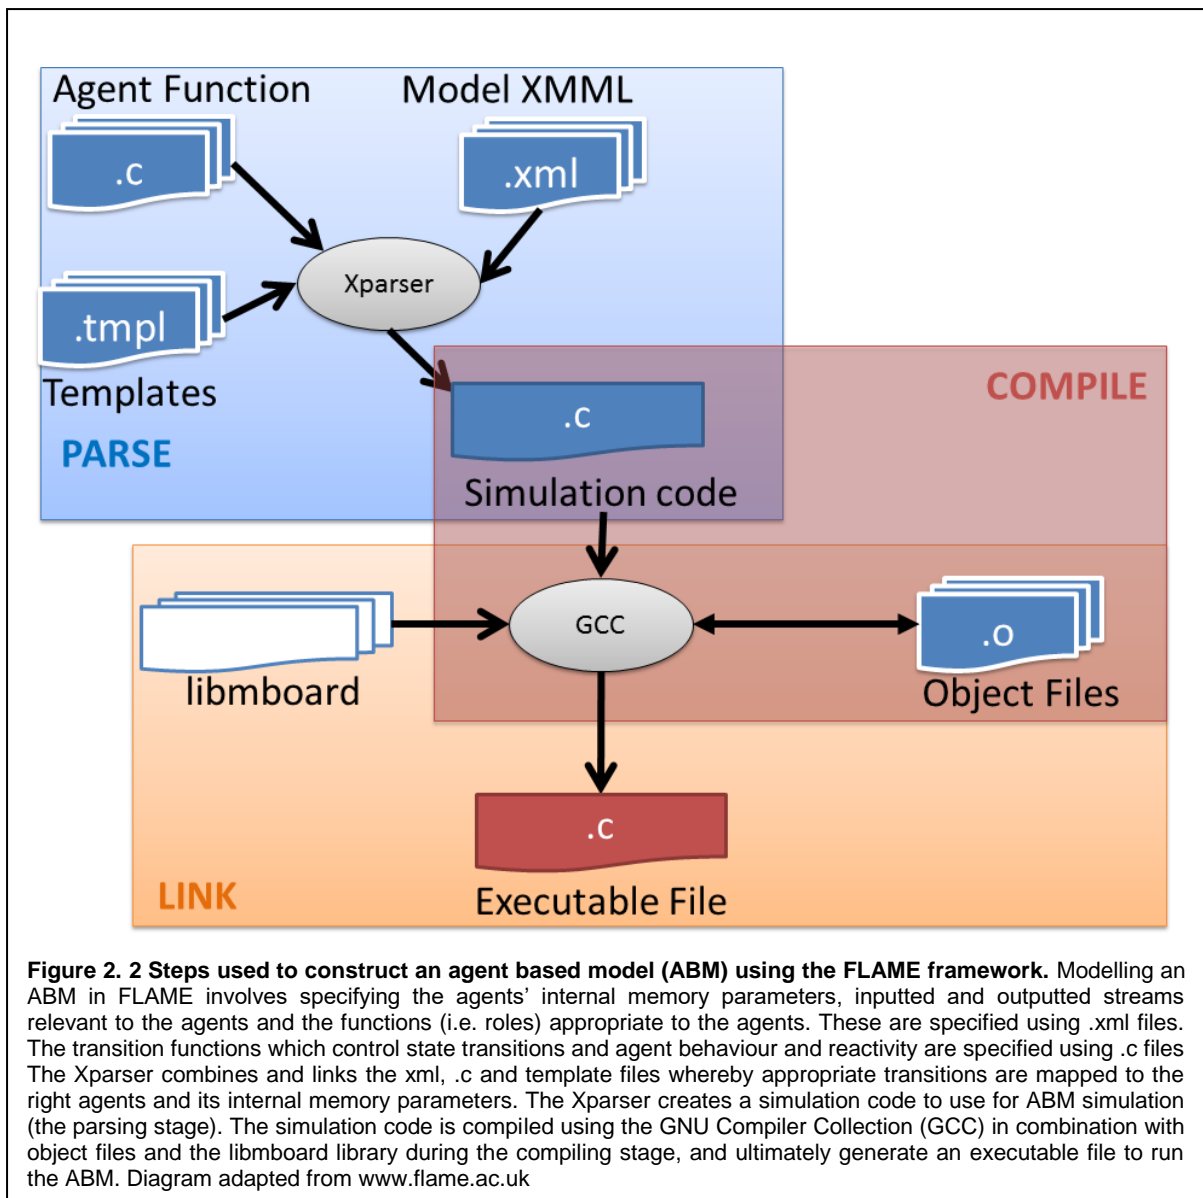 Agent Function
Model XMML
.c
.xml
Xparser
.tmpl
Templates
PARSE
COMPILE
.c
Simulation code
GCC
libmboard
.o
Object Files
.c
Executable File
LINK
Figure 2. 2 Steps used to construct an agent based model (ABM) using the FLAME framework. Modelling an
ABM in FLAME involves specifying the agents’ internal memory parameters, inputted and outputted streams
relevant to the agents and the functions (i.e. roles) appropriate to the agents. These are specified using .xml files.
The transition functions which control state transitions and agent behaviour and reactivity are specified using .c files
The Xparser combines and links the xml, .c and template files whereby appropriate transitions are mapped to the
right agents and its internal memory parameters. The Xparser creates a simulation code to use for ABM simulation
(the parsing stage). The simulation code is compiled using the GNU Compiler Collection (GCC) in combination with
object files and the libmboard library during the compiling stage, and ultimately generate an executable file to run
the ABM. Diagram adapted from www.flame.ac.uk